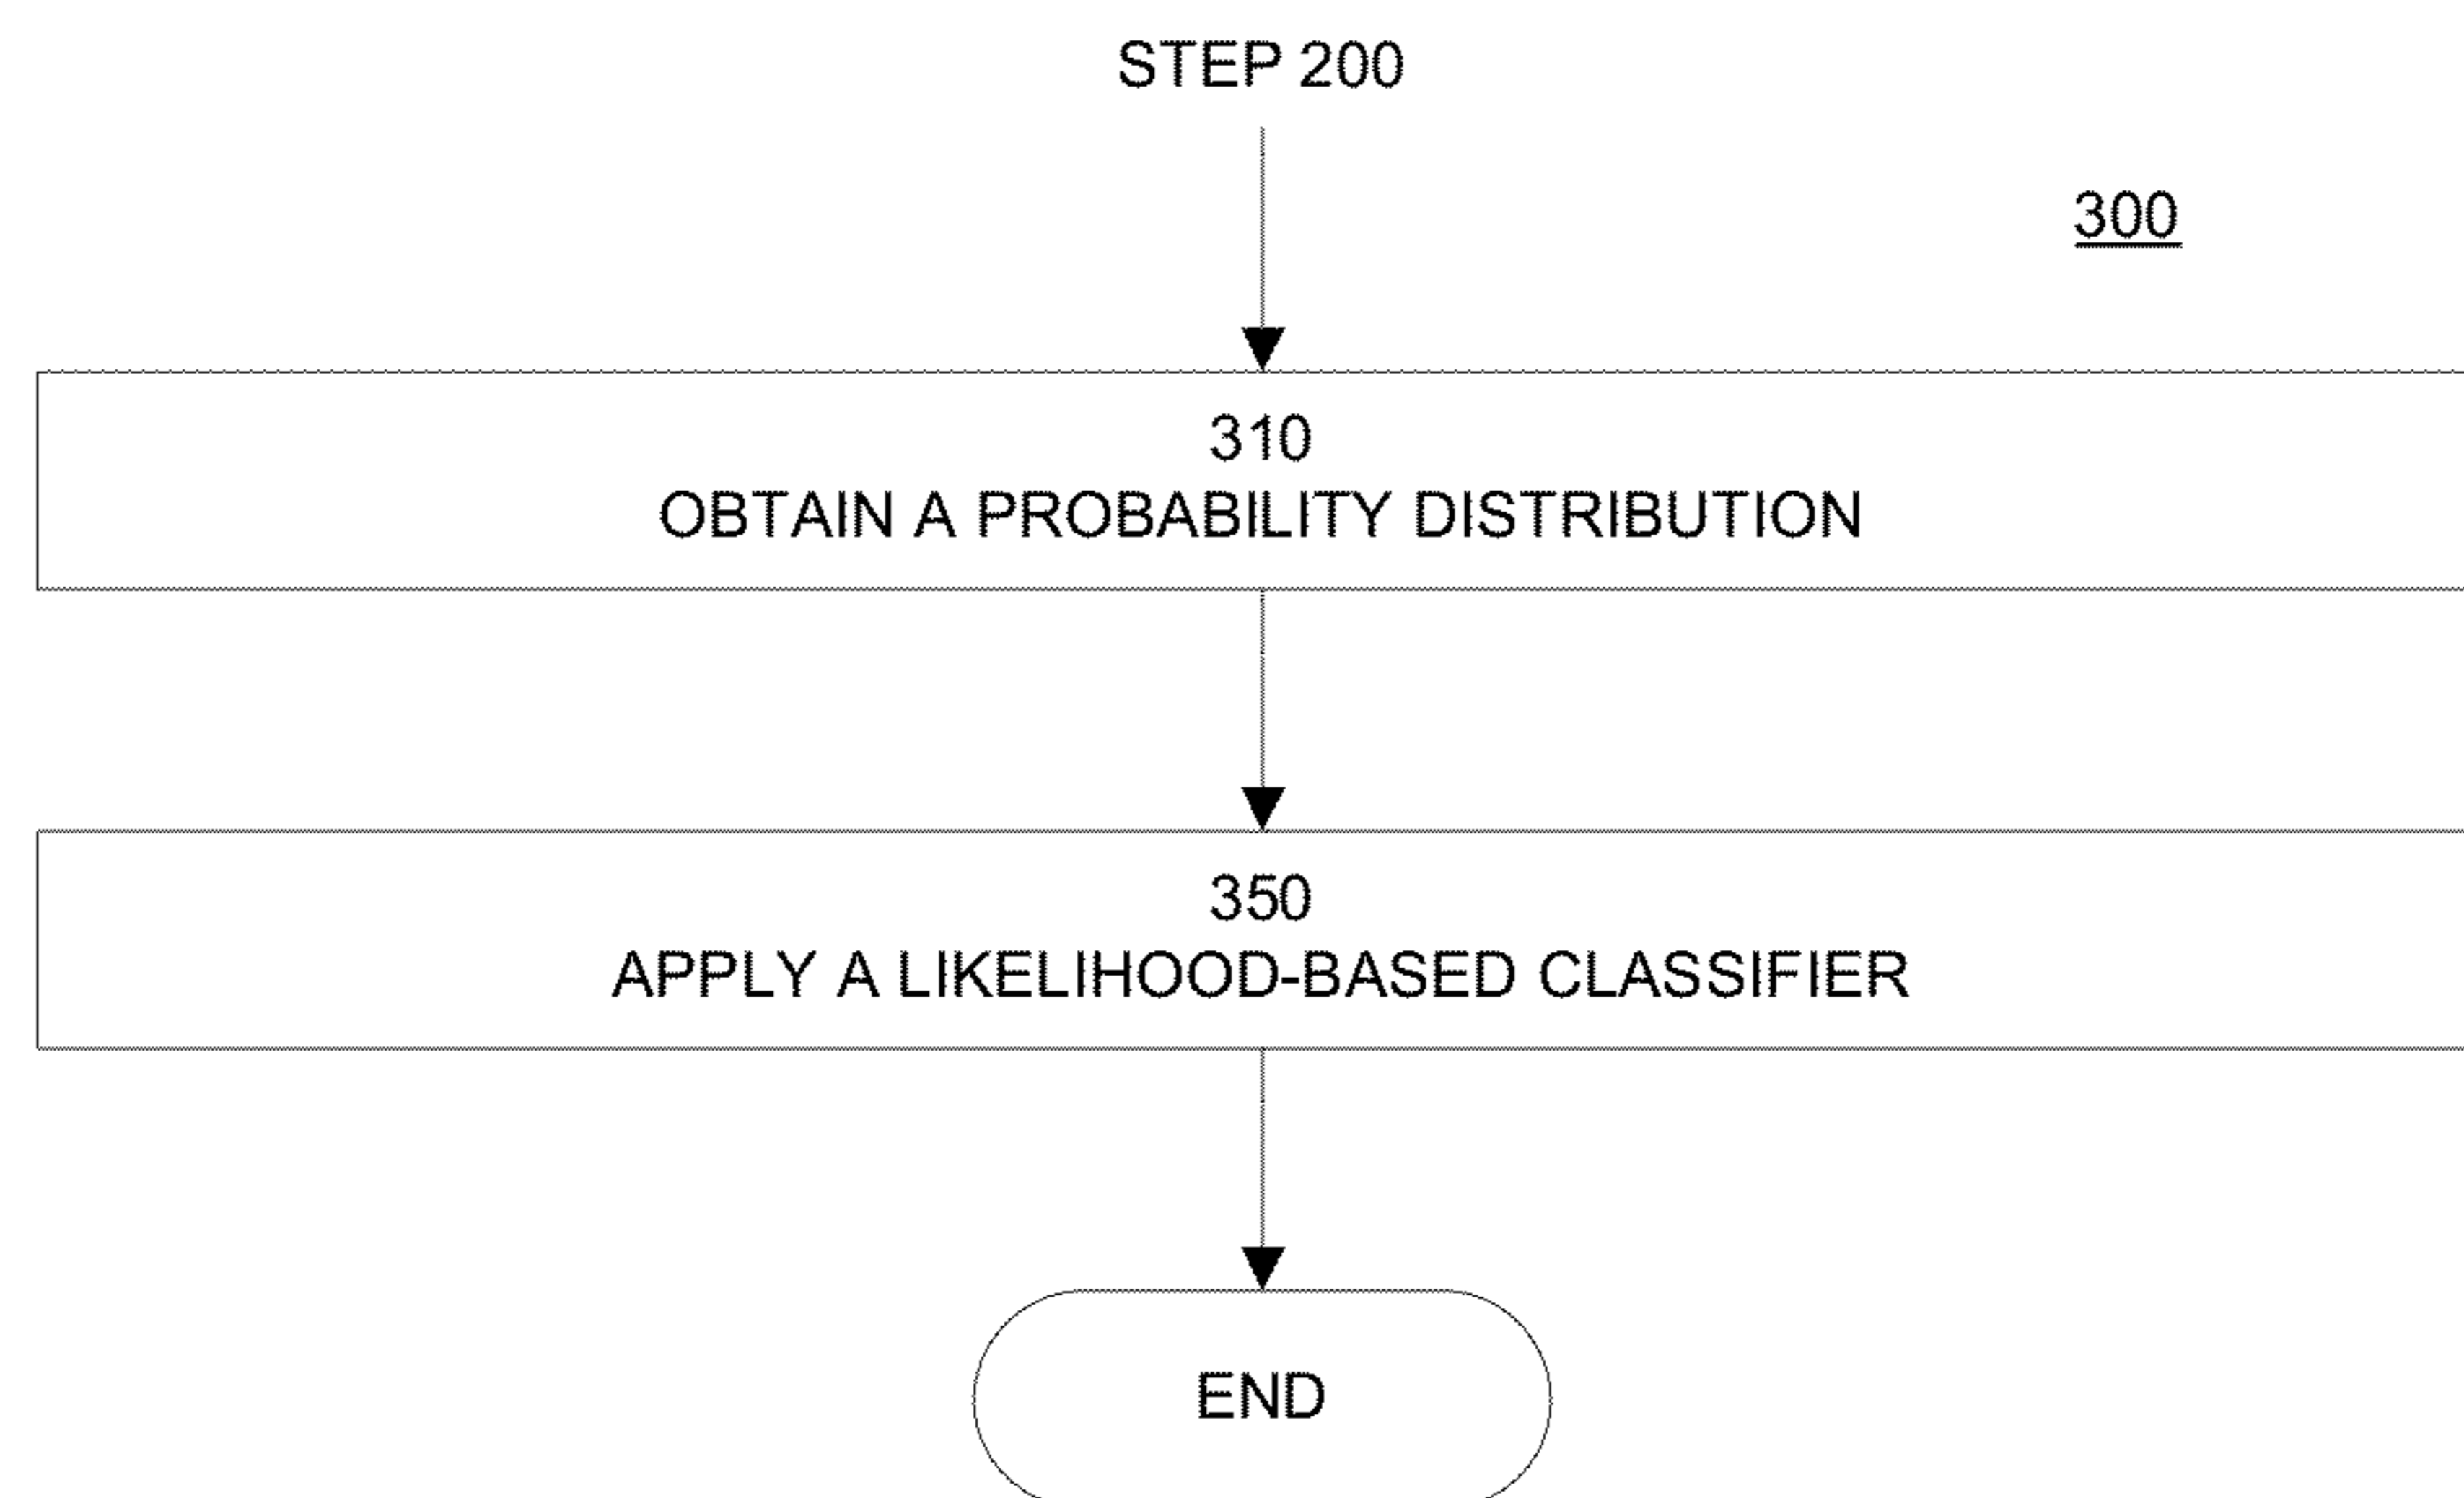 STEP 200
300
310
OBTAIN A PROBABILITY DISTRIBUTION
350
APPLY A LIKELIHOOD-BASED CLASSIFIER
END